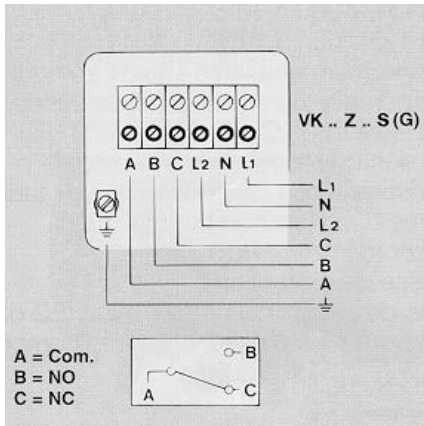 VK .. Z .. S (G)
A B C L2 N L1
L1
N
L2
C
B
A
A = Com.
B = NO
C = NC
B
A
C